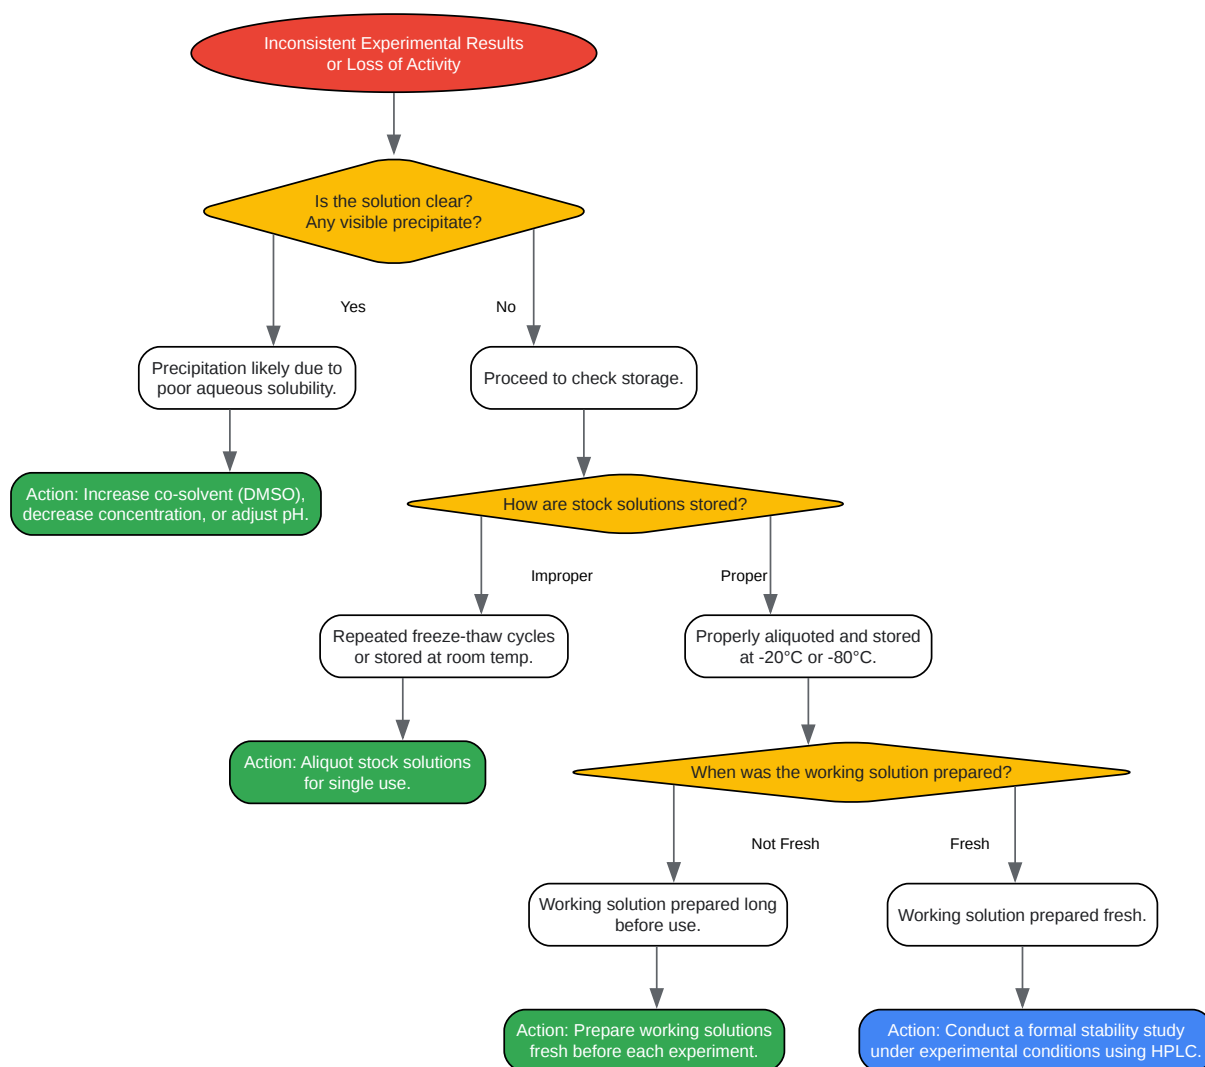 Inconsistent Experimental Results
or Loss of Activity
Is the solution clear?
Any visible precipitate?
Yes
No
Precipitation likely due to
poor aqueous solubility.
Proceed to check storage.
Action: Increase co-solvent (DMSO),
decrease concentration, or adjust pH.
How are stock solutions stored?
Improper
Proper
Repeated freeze-thaw cycles
or stored at room temp.
Properly aliquoted and stored
at -20°C or -80°C.
Action: Aliquot stock solutions
for single use.
When was the working solution prepared?
Not Fresh
Fresh
Working solution prepared long
before use.
Working solution prepared fresh.
Action: Prepare working solutions
fresh before each experiment.
Action: Conduct a formal stability study
under experimental conditions using HPLC.